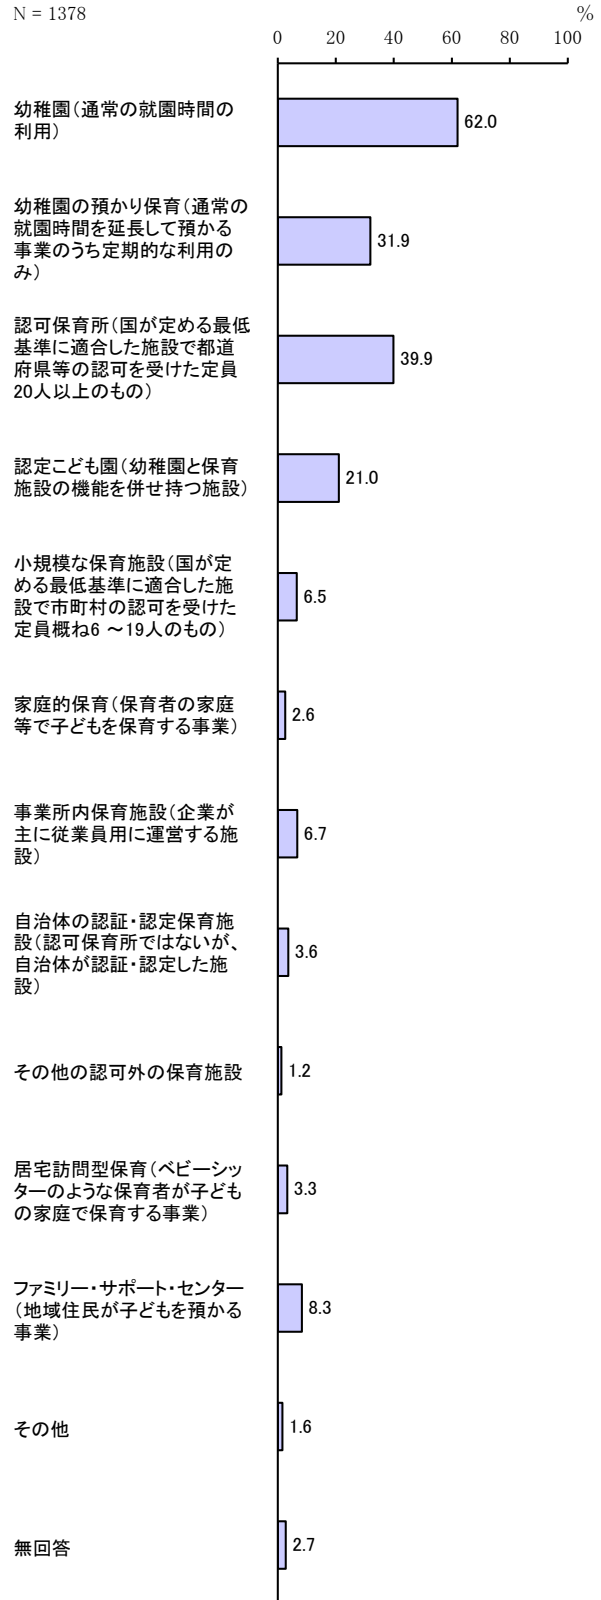 N = 1378
%
0 20 40 60 80 100
幼稚園（通常の就園時間の
利用）
62.0
幼稚園の預かり保育（通常の
就園時間を延長して預かる
事業のうち定期的な利用の
み）
31.9
認可保育所（国が定める最低
基準に適合した施設で都道
府県等の認可を受けた定員
20人以上のもの）
39.9
認定こども園（幼稚園と保育
施設の機能を併せ持つ施設）
21.0
小規模な保育施設（国が定
める最低基準に適合した施
設で市町村の認可を受けた
定員概ね6 ～19人のもの）
6.5
家庭的保育（保育者の家庭
等で子どもを保育する事業）
2.6
事業所内保育施設（企業が
主に従業員用に運営する施
設）
6.7
自治体の認証・認定保育施
設（認可保育所ではないが、
自治体が認証・認定した施
設）
3.6
その他の認可外の保育施設
1.2
居宅訪問型保育（ベビーシッ
ターのような保育者が子ども
の家庭で保育する事業）
3.3
ファミリー・サポート・センター
（地域住民が子どもを預かる
事業）
8.3
その他
1.6
無回答
2.7